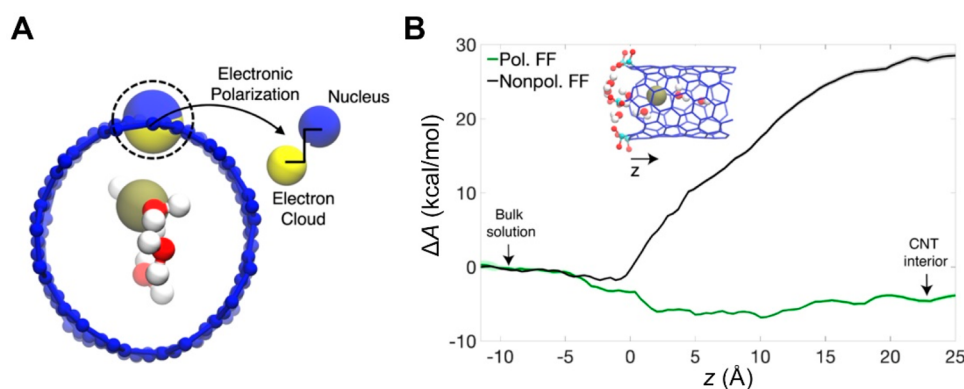 A
Electronic
Polarization
Nucleus
Electron
Cloud
B
Pol. FF
Nonpol. FF
z
Bulk
solution
CNT
interior
ΔA (kcal/mol)
30
20
10
0
-10
-10
-5
0
5
10
15
20
25
z (Å)